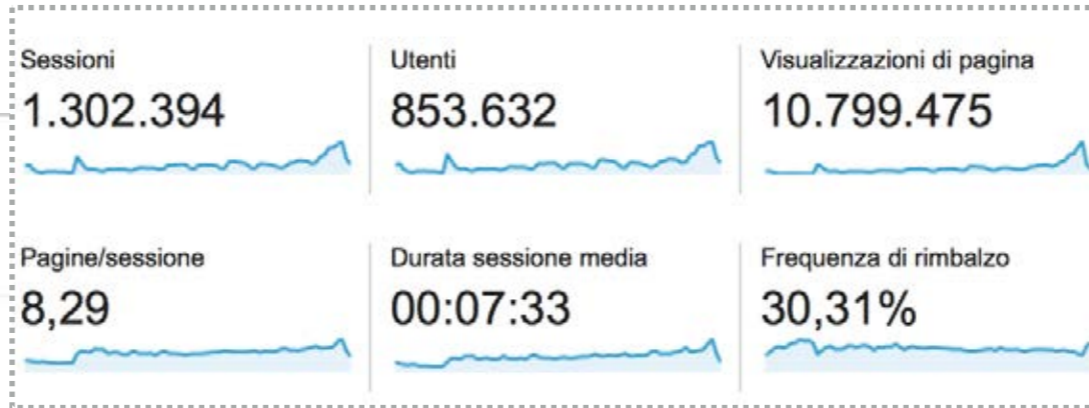 Sessioni
1.302.394
Utenti
853.632
Visualizzazioni di pagina
10.799.475
Pagine/sessione
8,29
Durata sessione media
00:07:33
Frequenza di rimbalzo
30,31%